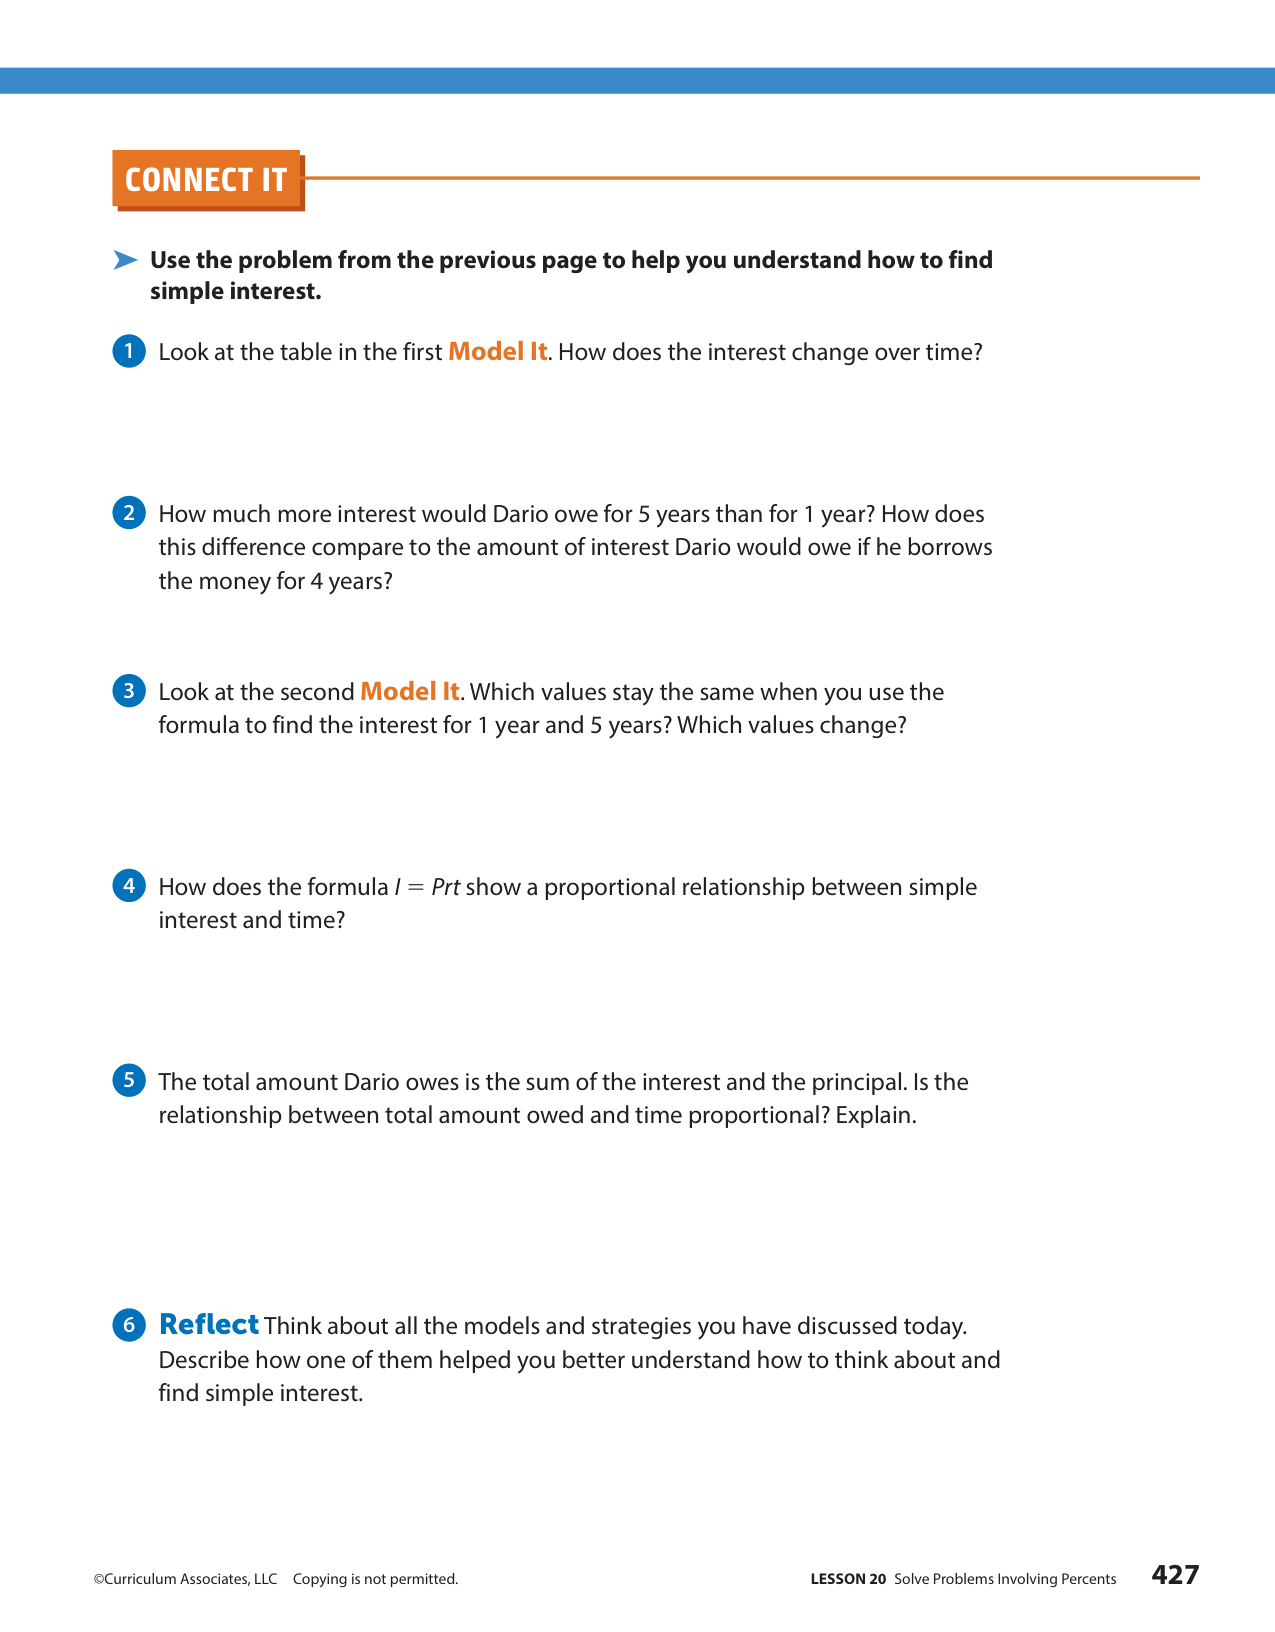 CONNECT IT
➤ Use the problem from the previous page to help you understand how to find
simple interest.
1 Look at the table in the first Model It. How does the interest change over time?
2 How much more interest would Dario owe for 5 years than for 1 year? How does
this difference compare to the amount of interest Dario would owe if he borrows
the money for 4 years?
3 Look at the second Model It. Which values stay the same when you use the
formula to find the interest for 1 year and 5 years? Which values change?
4 How does the formula I = Prt show a proportional relationship between simple
interest and time?
5 The total amount Dario owes is the sum of the interest and the principal. Is the
relationship between total amount owed and time proportional? Explain.
6 Reflect Think about all the models and strategies you have discussed today.
Describe how one of them helped you better understand how to think about and
find simple interest.
©Curriculum Associates, LLC Copying is not permitted.
LESSON 20 Solve Problems Involving Percents 427